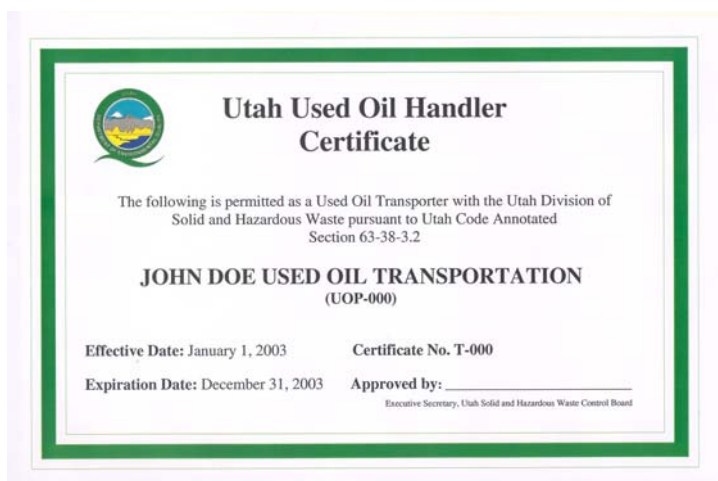 Utah Used Oil Handler
Certificate
The following is permitted as a Used Oil Transporter with the Utah Division of
Solid and Hazardous Waste pursuant to Utah Code Annotated
Section 63-38-3.2
JOHN DOE USED OIL TRANSPORTATION
(UOP-000)
Effective Date: January 1, 2003 Certificate No. T-000
Expiration Date: December 31, 2003 Approved by:
Executive Secretary, Utah Solid and Hazardous Waste Control Board